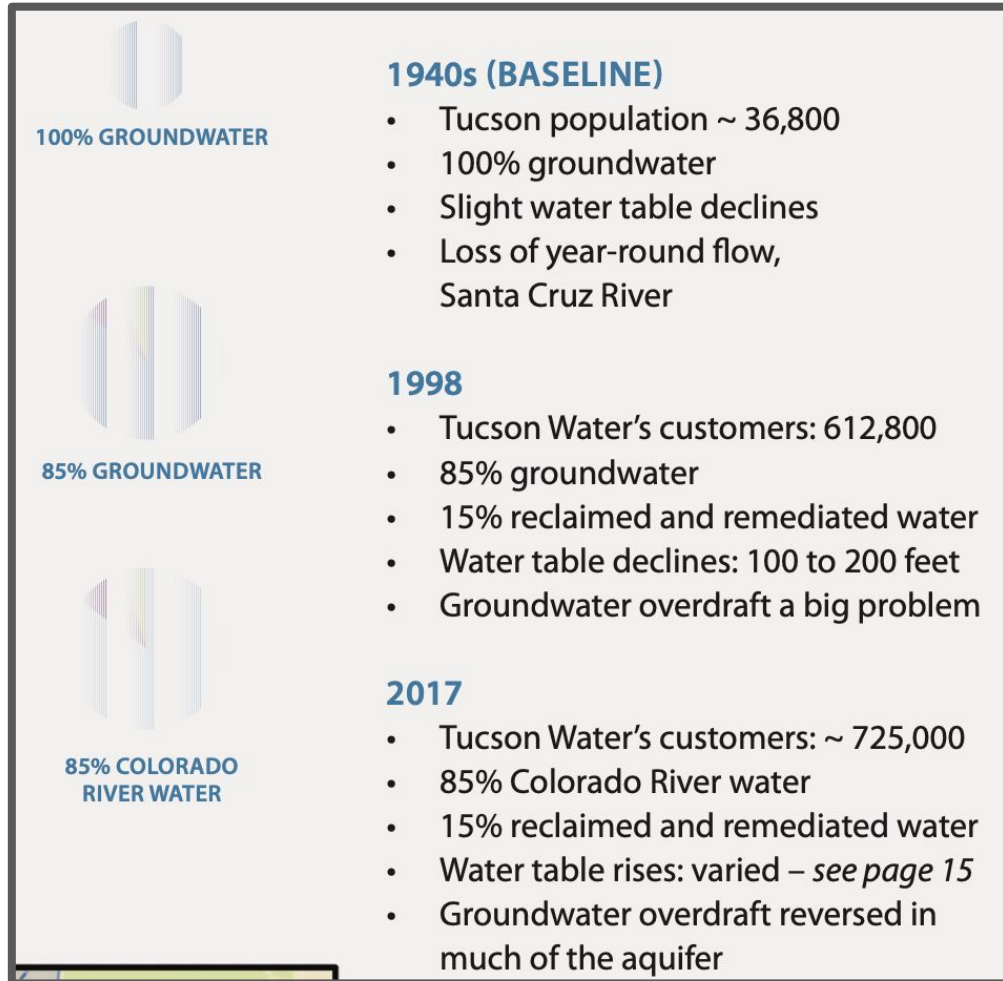 100% GROUNDWATER
85% GROUNDWATER
85% COLORADO
RIVER WATER
1940s (BASELINE)
• Tucson population ~ 36,800
• 100% groundwater
• Slight water table declines
• Loss of year-round flow,
Santa Cruz River
1998
• Tucson Water’s customers: 612,800
• 85% groundwater
• 15% reclaimed and remediated water
• Water table declines: 100 to 200 feet
• Groundwater overdraft a big problem
2017
• Tucson Water’s customers: ~ 725,000
• 85% Colorado River water
• 15% reclaimed and remediated water
• Water table rises: varied – see page 15
• Groundwater overdraft reversed in
much of the aquifer